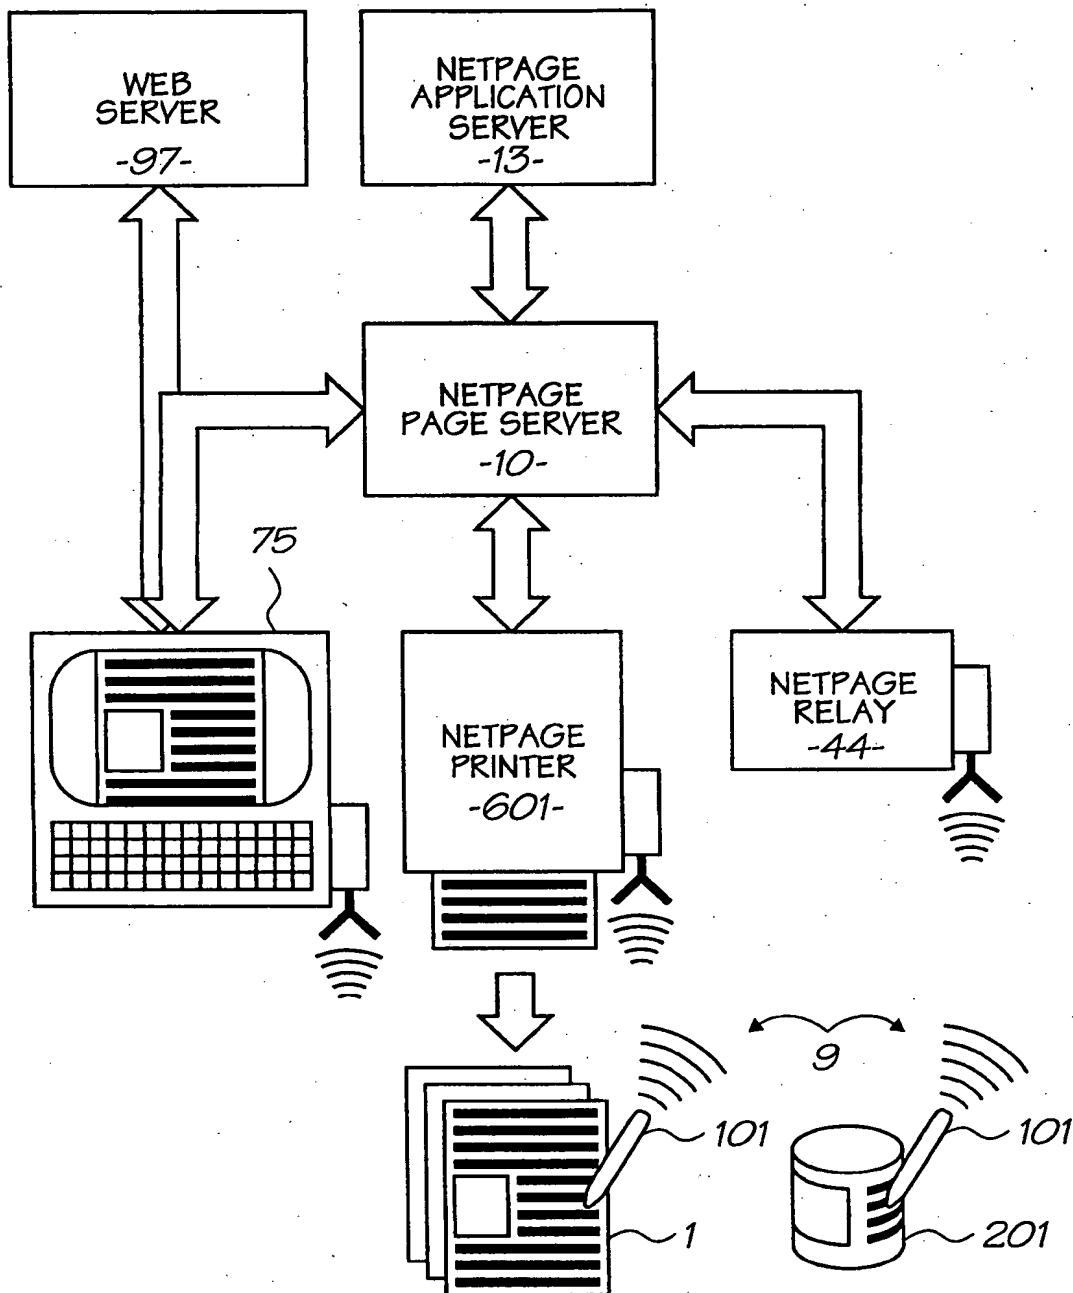 WEB
SERVER
-97-
NETPAGE
APPLICATION
SERVER
-13-
NETPAGE
PAGE SERVER
-10-
75
NETPAGE
PRINTER
-601-
NETPAGE
RELAY
-44-
9
101
101
1
201